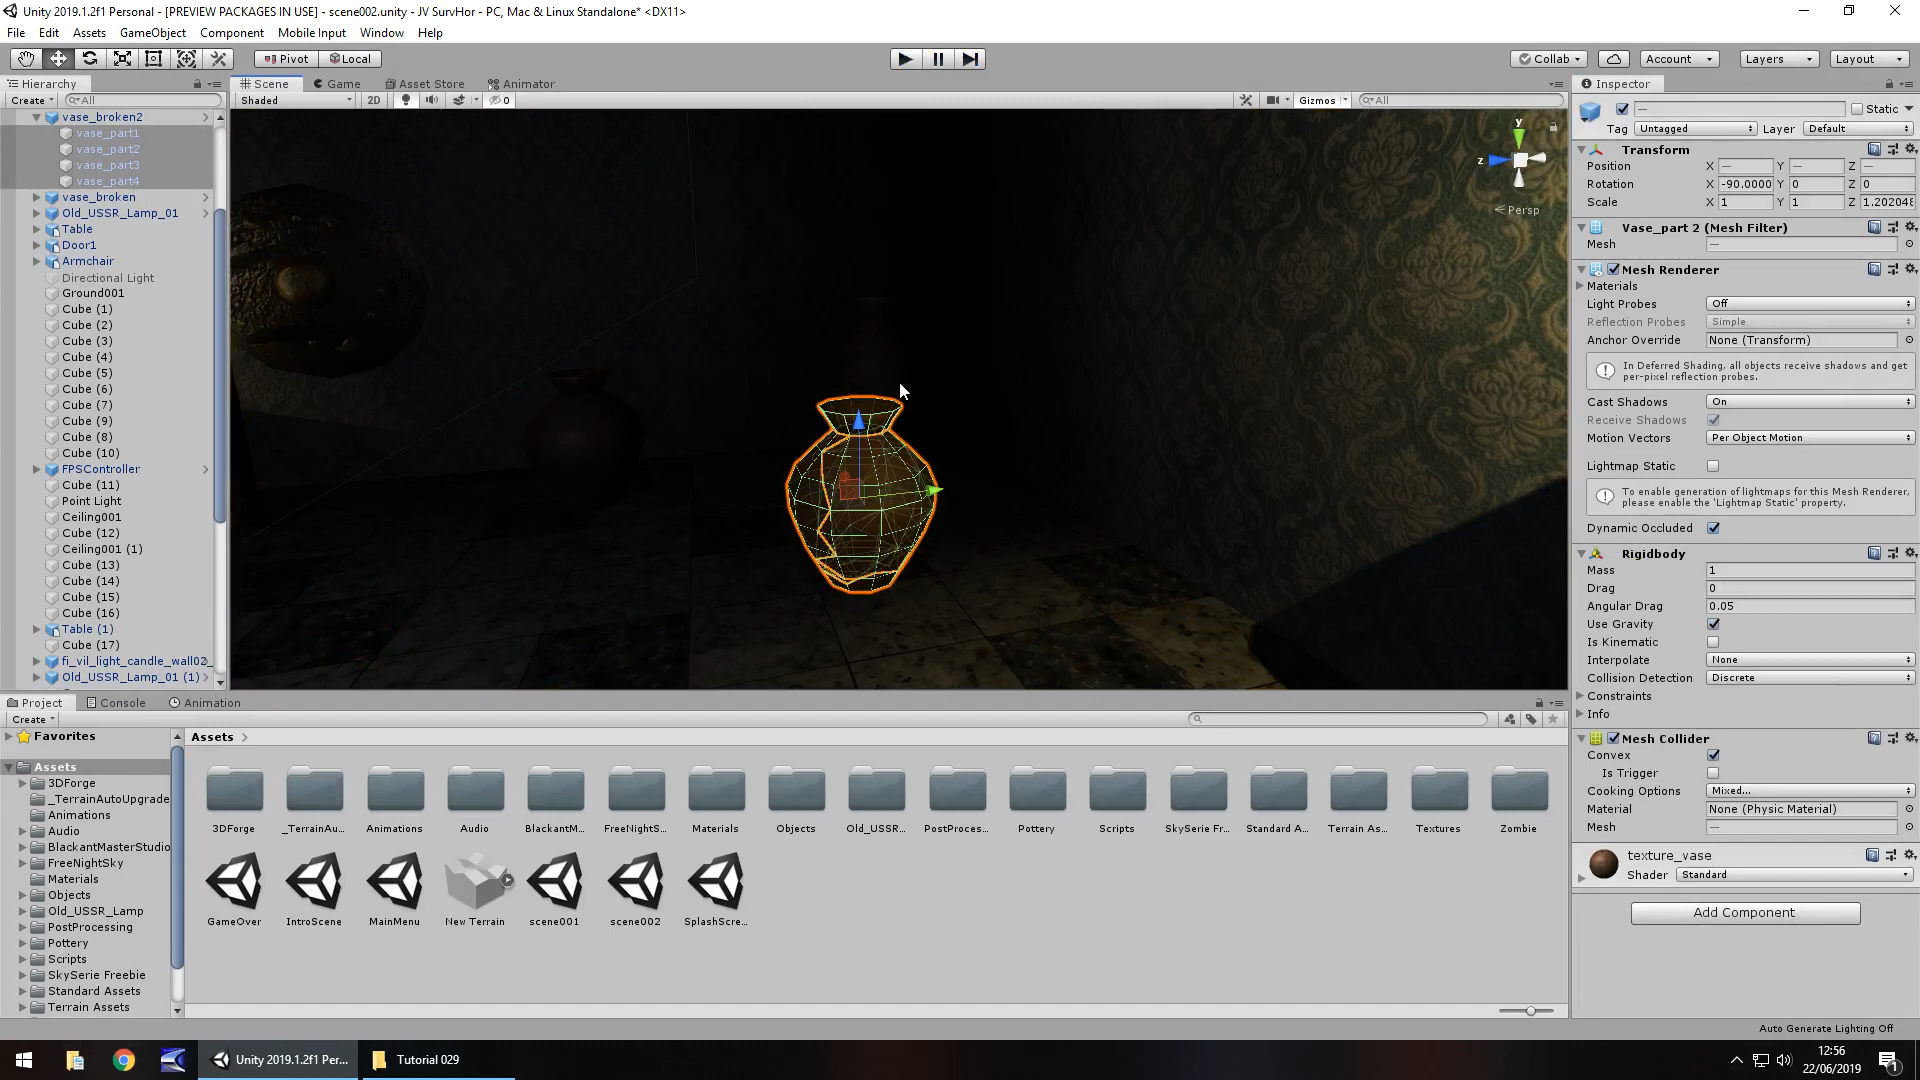 Unity 2019.1.2f1 Personal - [PREVIEW PACKAGES IN USE] - scene002.unity - JV SurvHor - PC, Mac & Linux Standalone* <DX11>
File Edit Assets GameObject Component Mobile Input Window Help
Pivot Local Collab Account Layers Layout
Hierarchy Scene Game Asset Store Animator Inspector
Create All Shaded 2D 0 Gizmos All
vase_broken2
vase_part1
vase_part2
vase_part3
vase_part4
vase_broken
Old_USSR_Lamp_01
Table
Door1
Armchair
Directional Light
Ground001
Cube (1)
Cube (2)
Cube (3)
Cube (4)
Cube (5)
Cube (6)
Cube (7)
Cube (9)
Cube (8)
Cube (10)
FPSController
Cube (11)
Point Light
Ceiling001
Cube (12)
Ceiling001 (1)
Cube (13)
Cube (14)
Cube (15)
Cube (16)
Table (1)
Cube (17)
fi_vil_light_candle_wall02_
Old_USSR_Lamp_01 (1)
y
z
Persp
— Static
Tag Untagged Layer Default
Transform
Position X — Y — Z —
Rotation X -90.0000 Y 0 Z 0
Scale X 1 Y 1 Z 1.202048
Vase_part 2 (Mesh Filter)
Mesh —
Mesh Renderer
Materials
Light Probes Off
Reflection Probes Simple
Anchor Override None (Transform)
In Deferred Shading, all objects receive shadows and get
per-pixel reflection probes.
Cast Shadows On
Receive Shadows
Motion Vectors Per Object Motion
Lightmap Static
To enable generation of lightmaps for this Mesh Renderer,
please enable the 'Lightmap Static' property.
Dynamic Occluded
Rigidbody
Mass 1
Drag 0
Angular Drag 0.05
Use Gravity
Is Kinematic
Interpolate None
Collision Detection Discrete
Constraints
Info
Mesh Collider
Convex
Is Trigger
Cooking Options Mixed...
Material None (Physic Material)
Mesh —
texture_vase
Shader Standard
Add Component
Project Console Animation
Create
Favorites
Assets
3DForge
_TerrainAutoUpgrade
Animations
Audio
BlackantMasterStudio
FreeNightSky
Materials
Objects
Old_USSR_Lamp
PostProcessing
Pottery
Scripts
SkySerie Freebie
Standard Assets
Terrain Assets
Assets
3DForge _TerrainAu... Animations Audio BlackantM... FreeNightS... Materials Objects Old_USSR... PostProces... Pottery Scripts SkySerie Fr... Standard A... Terrain As... Textures Zombie
GameOver IntroScene MainMenu New Terrain scene001 scene002 SplashScre...
Auto Generate Lighting Off
Unity 2019.1.2f1 Per... Tutorial 029
12:56
22/06/2019
1